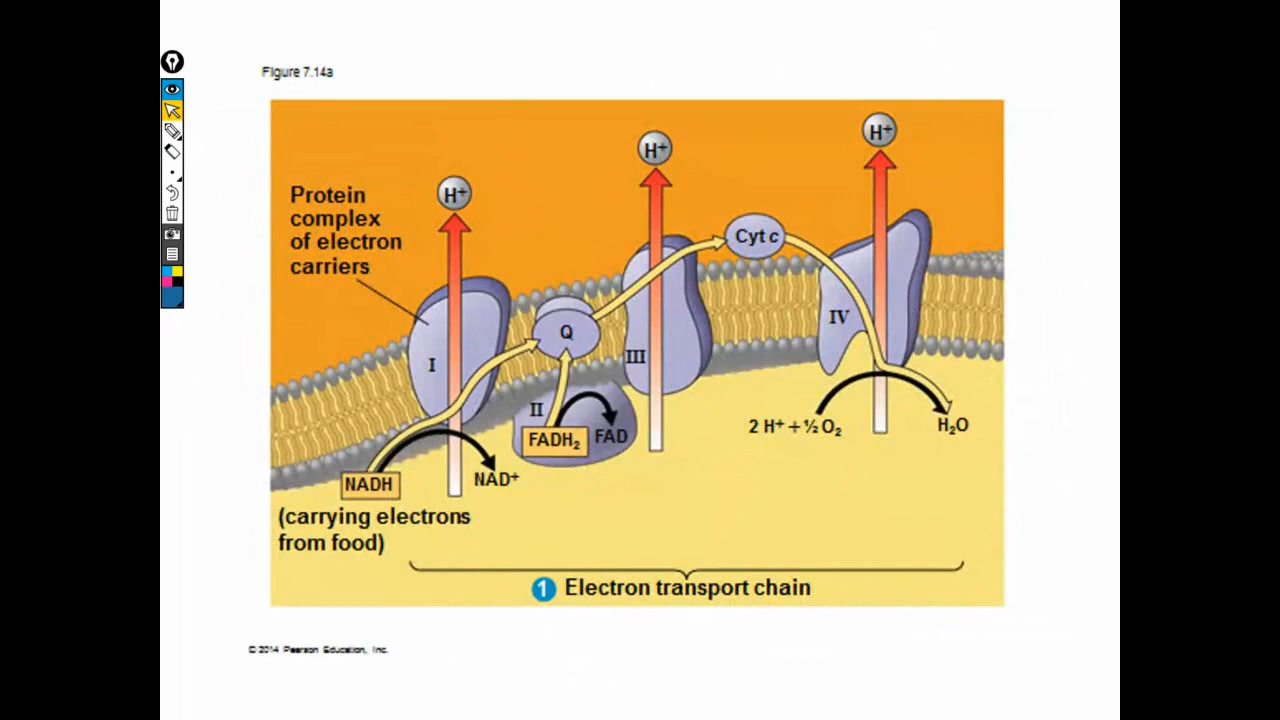 Figure 7.14a
H+
H+
H+
Protein
complex
of electron
carriers
Cyt c
IV
Q
III
I
II
2 H+ + ½ O2
H2O
FADH2
FAD
NADH
NAD+
(carrying electrons
from food)
1 Electron transport chain
© 2014 Pearson Education, Inc.